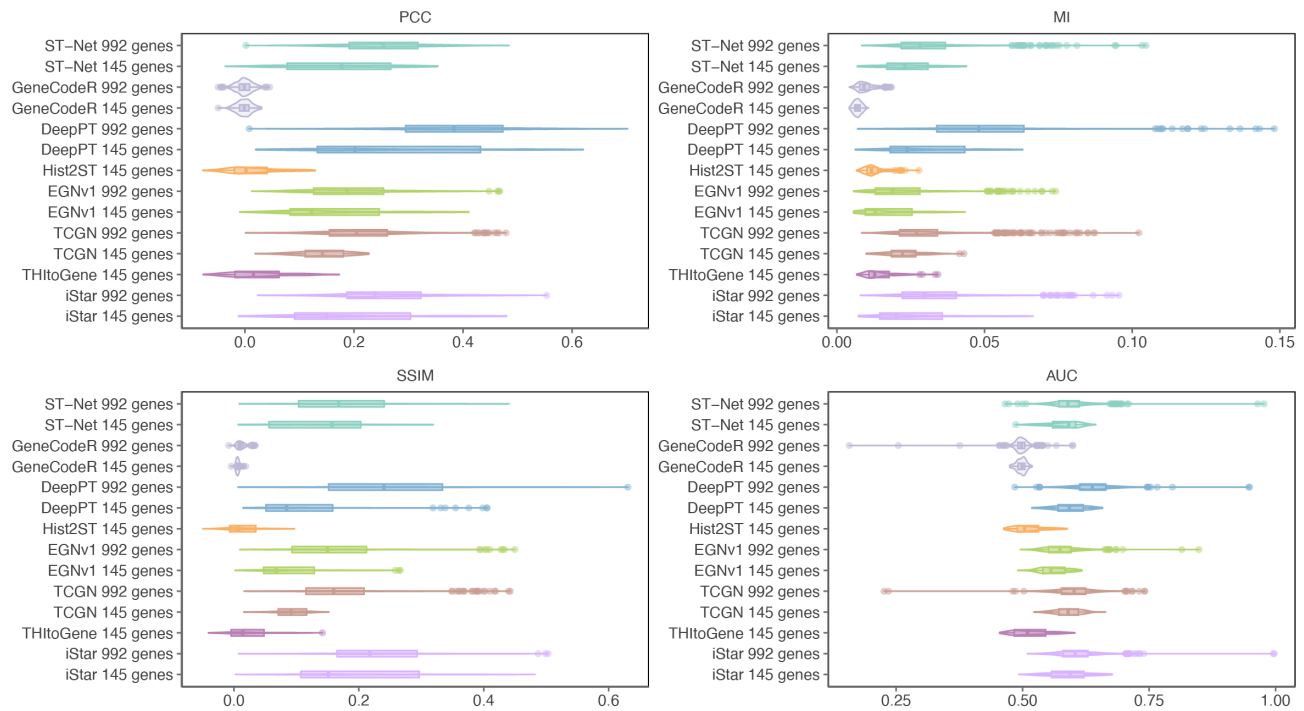 PCC
ST−Net 992 genes
ST−Net 145 genes
GeneCodeR 992 genes
GeneCodeR 145 genes
DeepPT 992 genes
DeepPT 145 genes
Hist2ST 145 genes
EGNv1 992 genes
EGNv1 145 genes
TCGN 992 genes
TCGN 145 genes
THItoGene 145 genes
iStar 992 genes
iStar 145 genes
0.0 0.2 0.4 0.6
MI
ST−Net 992 genes
ST−Net 145 genes
GeneCodeR 992 genes
GeneCodeR 145 genes
DeepPT 992 genes
DeepPT 145 genes
Hist2ST 145 genes
EGNv1 992 genes
EGNv1 145 genes
TCGN 992 genes
TCGN 145 genes
THItoGene 145 genes
iStar 992 genes
iStar 145 genes
0.00 0.05 0.10 0.15
SSIM
ST−Net 992 genes
ST−Net 145 genes
GeneCodeR 992 genes
GeneCodeR 145 genes
DeepPT 992 genes
DeepPT 145 genes
Hist2ST 145 genes
EGNv1 992 genes
EGNv1 145 genes
TCGN 992 genes
TCGN 145 genes
THItoGene 145 genes
iStar 992 genes
iStar 145 genes
0.0 0.2 0.4 0.6
AUC
ST−Net 992 genes
ST−Net 145 genes
GeneCodeR 992 genes
GeneCodeR 145 genes
DeepPT 992 genes
DeepPT 145 genes
Hist2ST 145 genes
EGNv1 992 genes
EGNv1 145 genes
TCGN 992 genes
TCGN 145 genes
THItoGene 145 genes
iStar 992 genes
iStar 145 genes
0.25 0.50 0.75 1.00